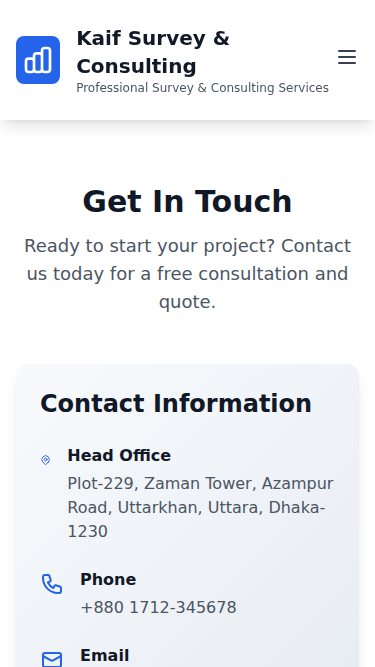 Kaif Survey &
Consulting
Professional Survey & Consulting Services
Get In Touch
Ready to start your project? Contact
us today for a free consultation and
quote.
Contact Information
Head Office
Plot-229, Zaman Tower, Azampur
Road, Uttarkhan, Uttara, Dhaka-
1230
Phone
+880 1712-345678
Email